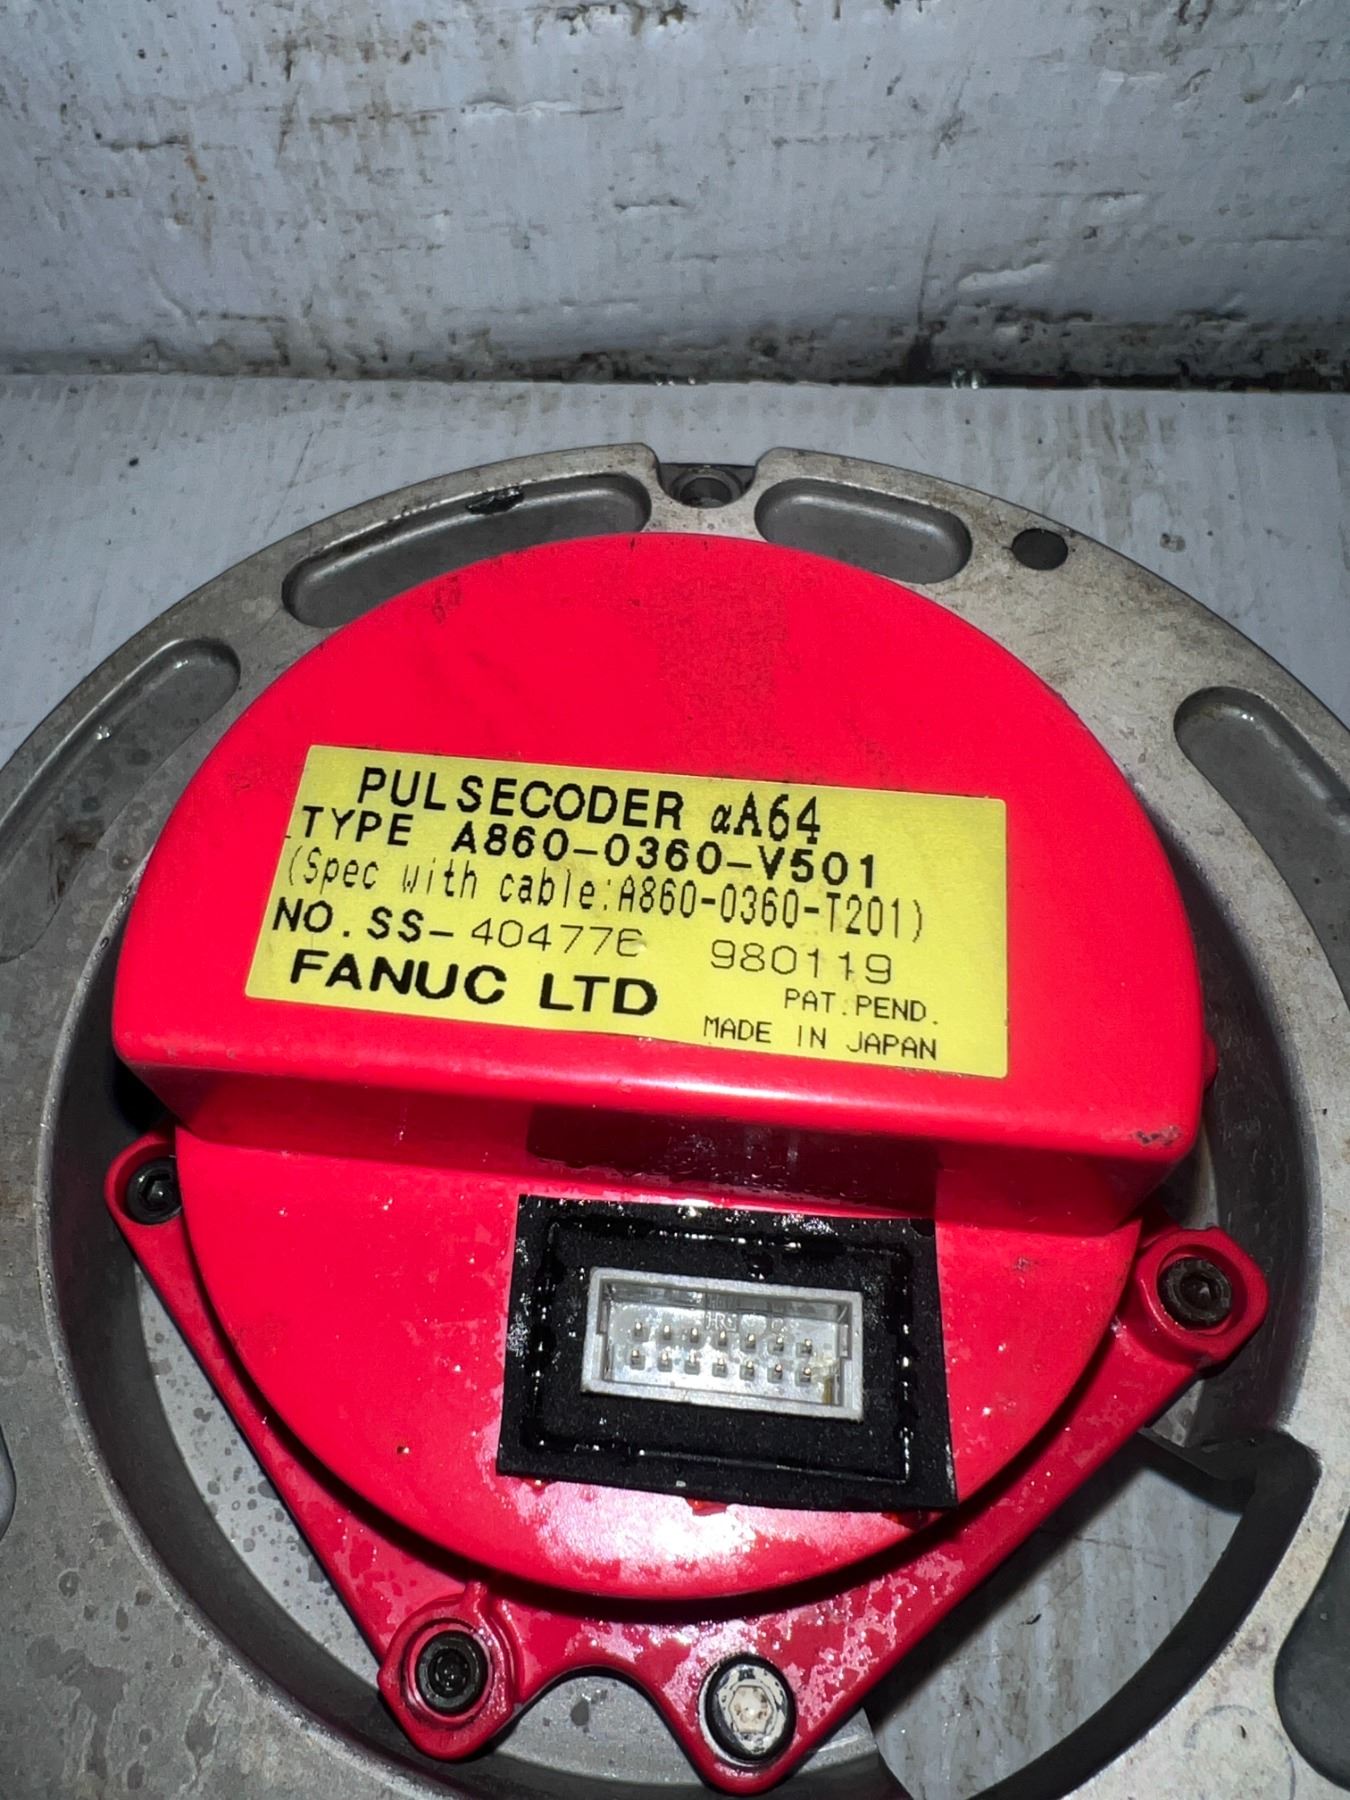 PULSECODER αA64
TYPE A860-0360-V501
(Spec with cable:A860-0360-T201)
NO. SS-404776 980119
FANUC LTD
PAT.PEND.
MADE IN JAPAN